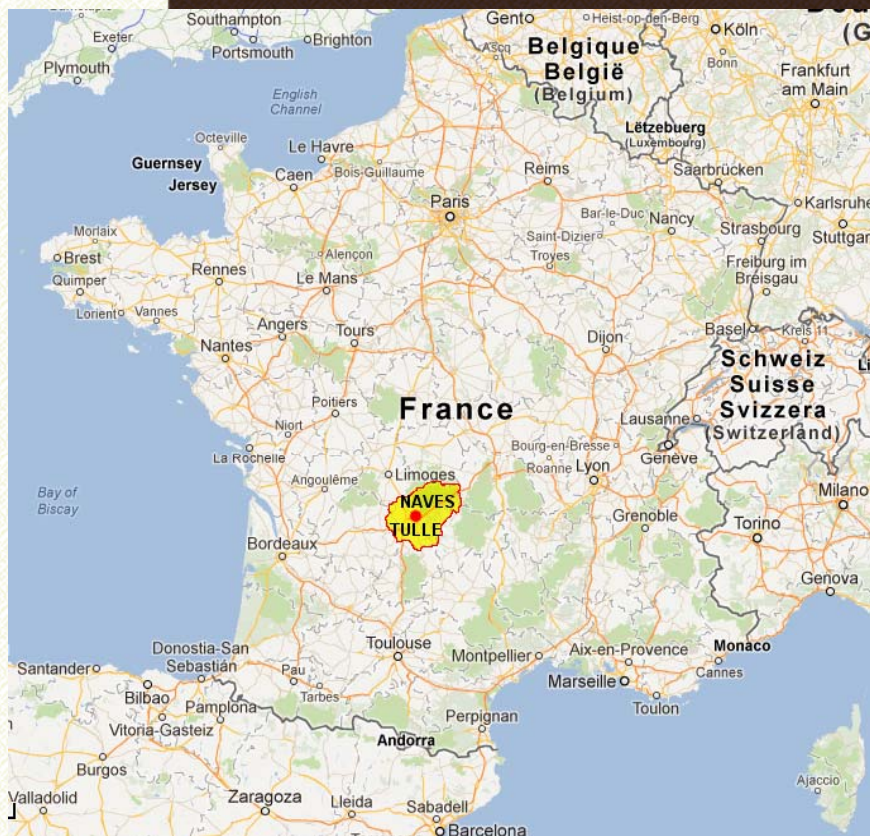 Southampton
Gento
Heist-op-den-Berg
(G
Exeter
Portsmouth
Brighton
Ascq
Belgique
België
(Belgium)
Köln
Bonn
Plymouth
Frankfurt
am Main
English
Channel
Lëtzebuerg
(Luxembourg)
Octeville
Le Havre
Guernsey
Jersey
Bois-Guillaume
Caen
Reims
Saarbrücken
Paris
Bar-le-Duc
Nancy
Karlsruhe
Morlaix
Brest
Alençon
Saint-Dizier
Strasbourg
Stuttgar
Quimper
Rennes
Troyes
Freiburg im
Breisgau
Le Mans
Lorient
Vannes
Angers
Tours
Dijon
Basel
Kreis 11
Nantes
Schweiz
Suisse
Svizzera
(Switzerland)
Li
Poitiers
France
Lausanne
Niort
Bourg-en-Bresse
Genève
La Rochelle
Roanne
Lyon
Limoges
Angoulême
NAVES
Bay of
Biscay
Milano
TULLE
Grenoble
Torino
Bordeaux
Genova
Donostia-San
Sebastián
Toulouse
Montpellier
Aix-en-Provence
Monaco
Santander
Pau
Cannes
Bilbao
Tarbes
Marseille
Vitoria-Gasteiz
Pamplona
Toulon
Perpignan
Andorra
Burgos
Ajaccio
Valladolid
Zaragoza
Lleida
Sabadell
Barcelona